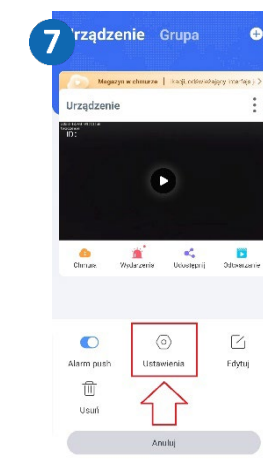 7
Urządzenie Grupa
Magazyn w chmurze |
Urządzenie
ID:
Chmura Wydarzenia Udostępnij Odtwarzanie
Alarm push Ustawienia Edytuj
Usuń
Anuluj